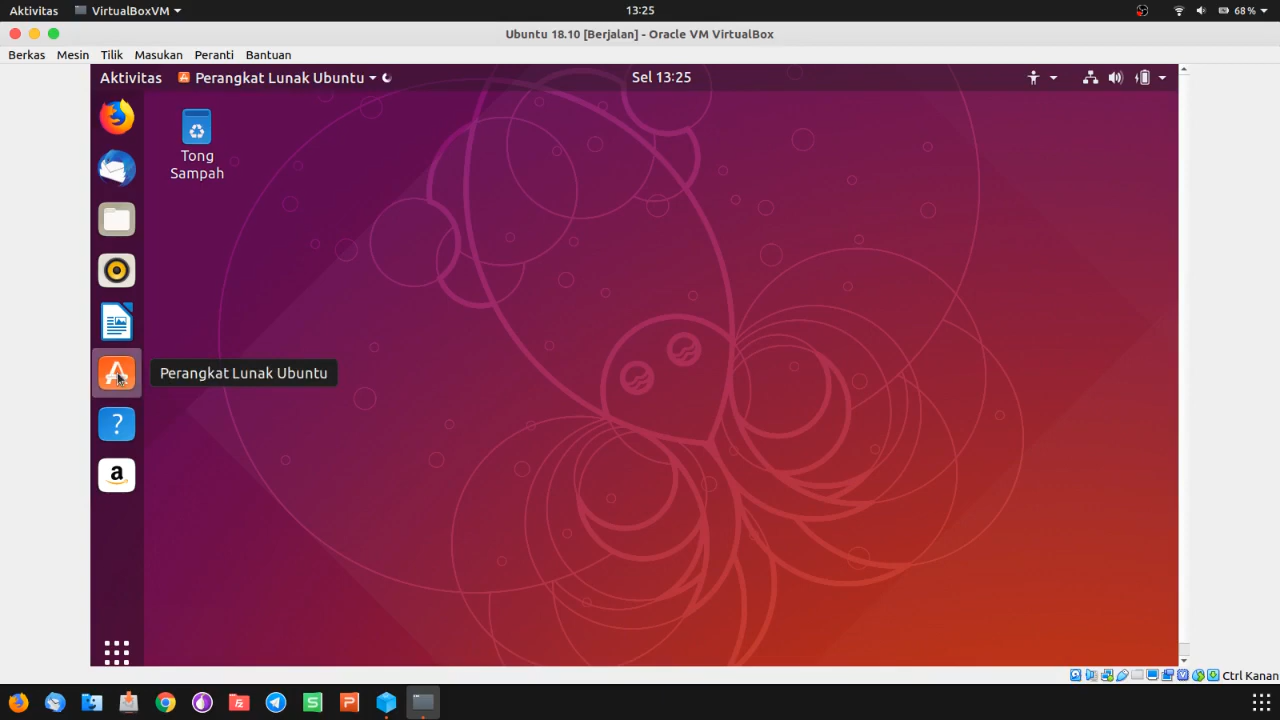 Aktivitas VirtualBoxVM 13:25 68 %
Ubuntu 18.10 [Berjalan] - Oracle VM VirtualBox
Berkas Mesin Tilik Masukan Peranti Bantuan
Aktivitas Perangkat Lunak Ubuntu Sel 13:25
Tong
Sampah
Perangkat Lunak Ubuntu
Ctrl Kanan